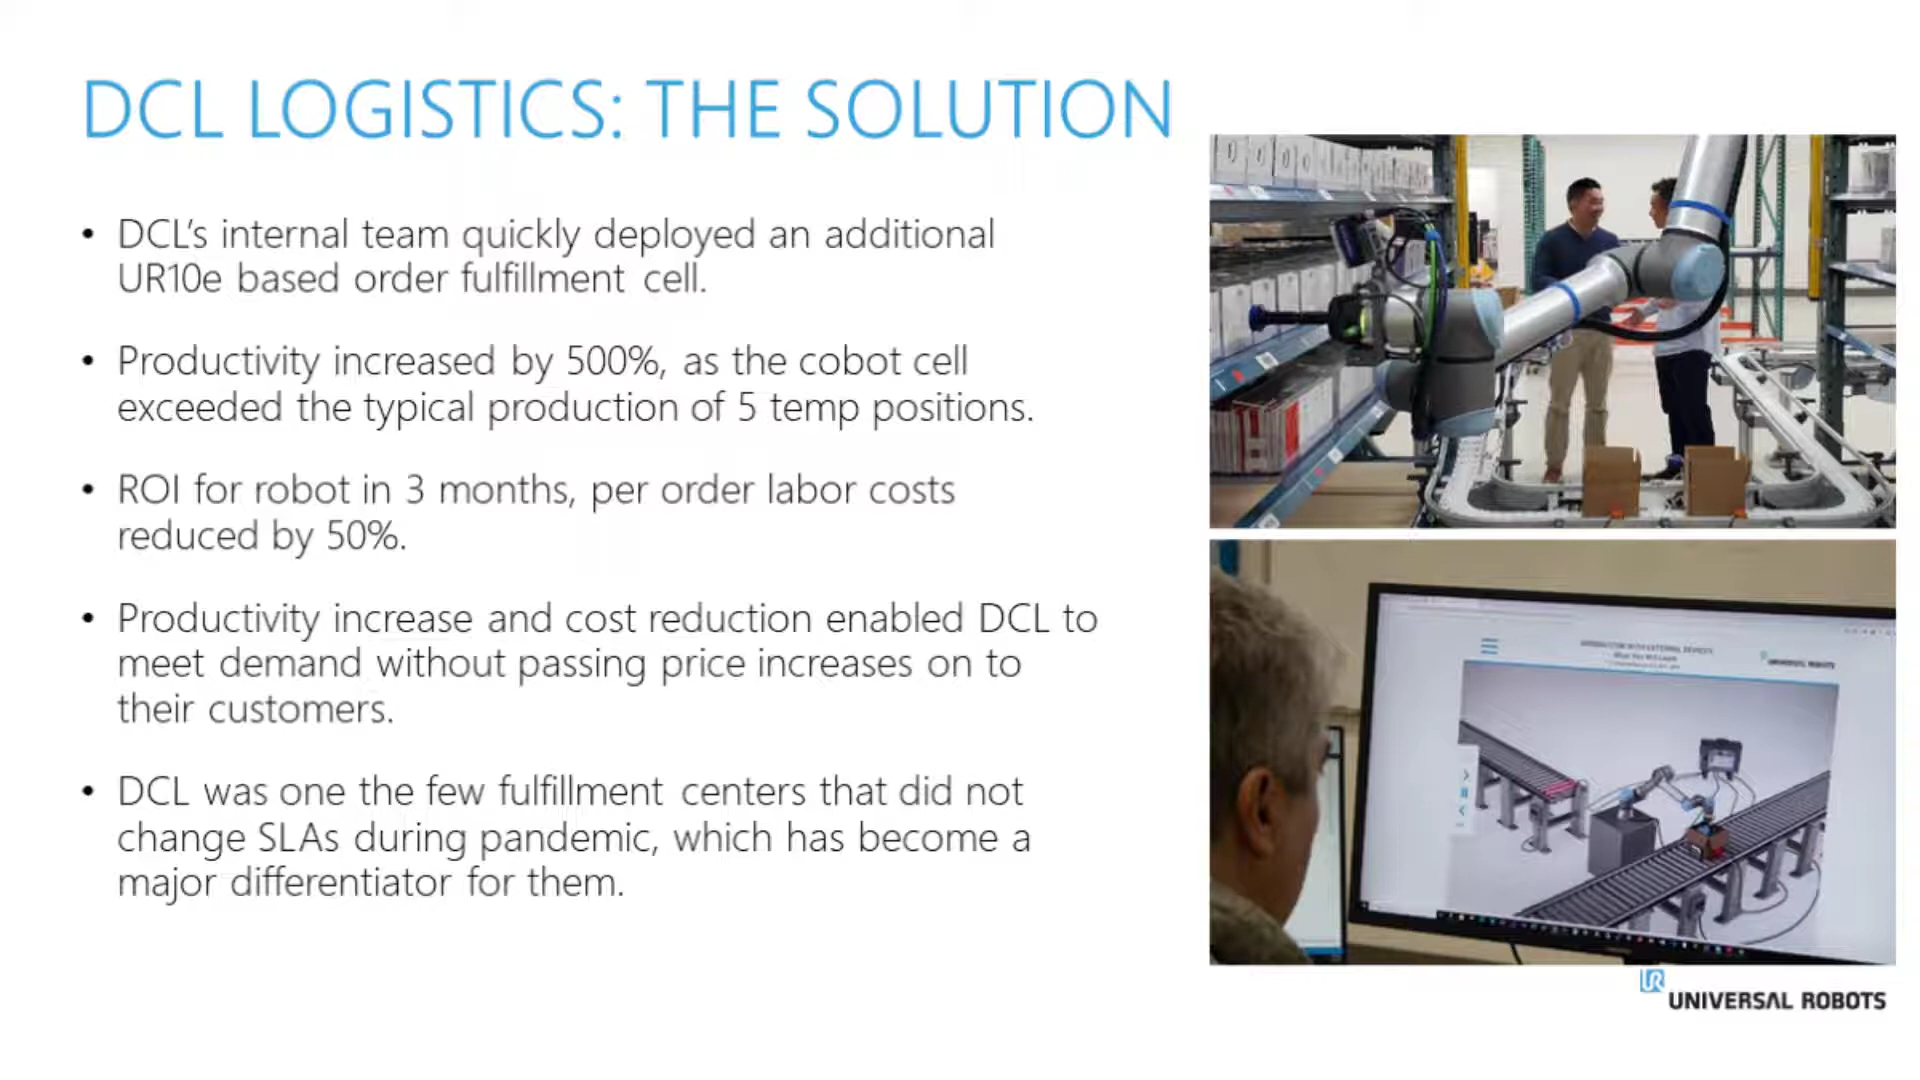 DCL LOGISTICS: THE SOLUTION
• DCL’s internal team quickly deployed an additional
UR10e based order fulfillment cell.
• Productivity increased by 500%, as the cobot cell
exceeded the typical production of 5 temp positions.
• ROI for robot in 3 months, per order labor costs
reduced by 50%.
• Productivity increase and cost reduction enabled DCL to
meet demand without passing price increases on to
their customers.
• DCL was one the few fulfillment centers that did not
change SLAs during pandemic, which has become a
major differentiator for them.
UNIVERSAL ROBOTS
UR
UNIVERSAL ROBOTS